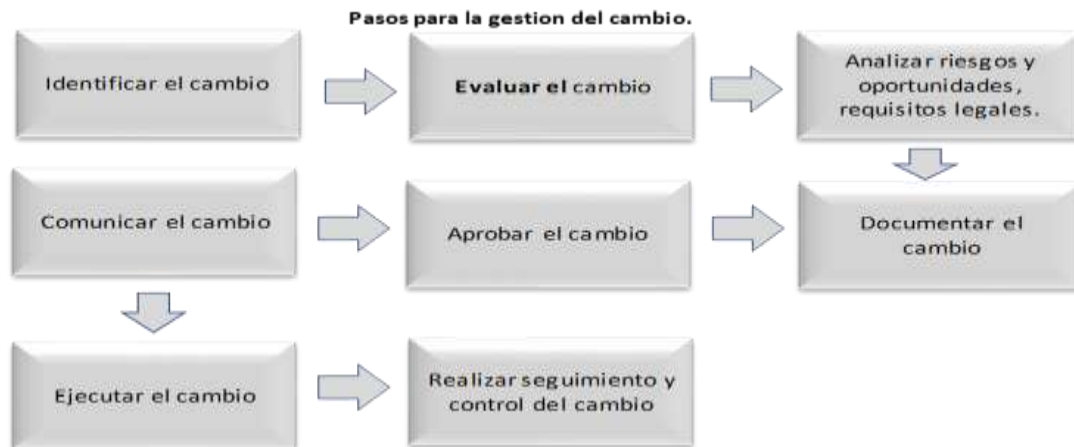 Pasos para la gestion del cambio.
Identificar el cambio
Evaluar el cambio
Analizar riesgos y
oportunidades,
requisitos legales.
Comunicar el cambio
Aprobar el cambio
Documentar el
cambio
Ejecutar el cambio
Realizar seguimiento y
control del cambio